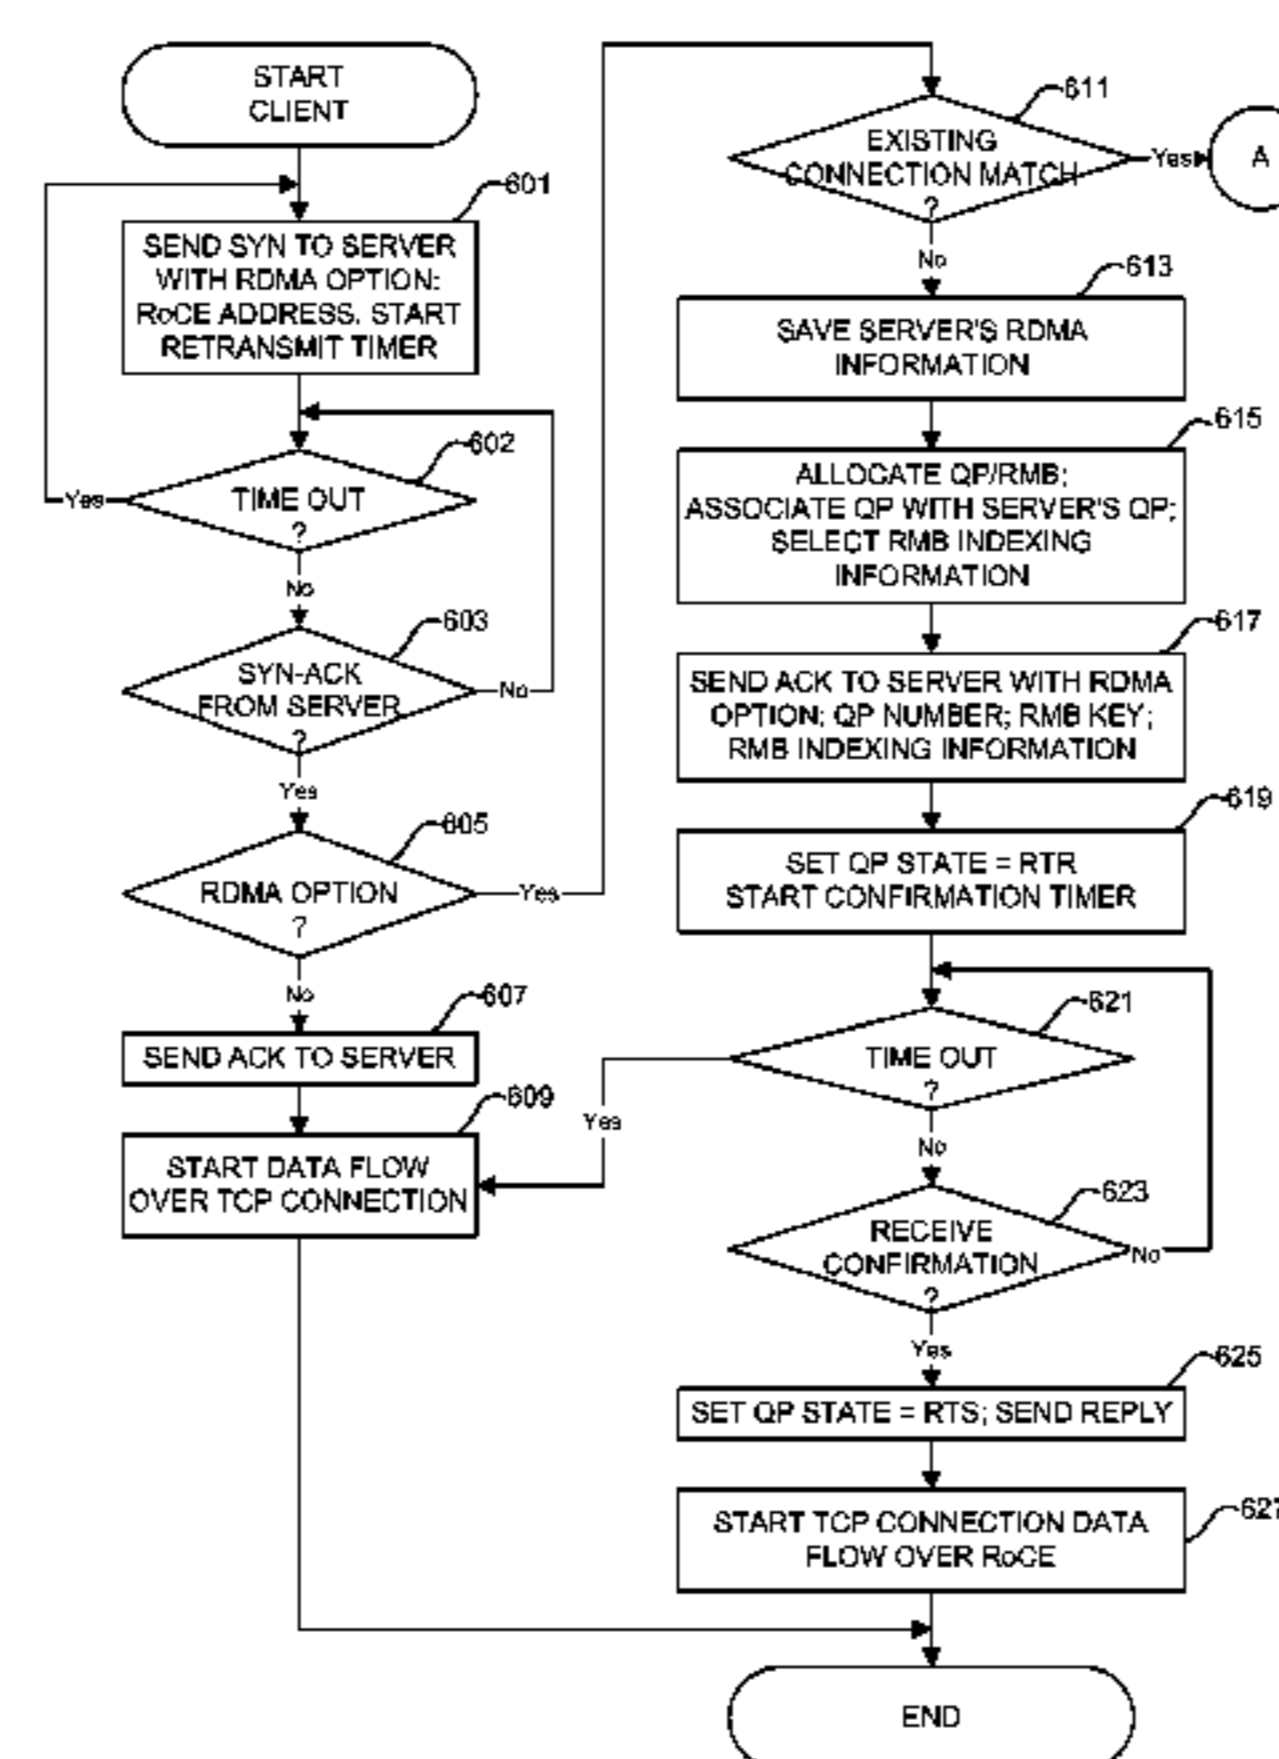 START
CLIENT
601
SEND SYN TO SERVER
WITH RDMA OPTION:
RoCE ADDRESS. START
RETRANSMIT TIMER
602
TIME OUT
?
Yes
No
603
SYN-ACK
FROM SERVER
?
No
Yes
605
RDMA OPTION
?
Yes
No
607
SEND ACK TO SERVER
609
START DATA FLOW
OVER TCP CONNECTION
611
EXISTING
CONNECTION MATCH
?
Yes
A
No
613
SAVE SERVER'S RDMA
INFORMATION
615
ALLOCATE QP/RMB;
ASSOCIATE QP WITH SERVER'S QP;
SELECT RMB INDEXING
INFORMATION
617
SEND ACK TO SERVER WITH RDMA
OPTION; QP NUMBER; RMB KEY;
RMB INDEXING INFORMATION
619
SET QP STATE = RTR
START CONFIRMATION TIMER
621
TIME OUT
?
Yes
No
623
RECEIVE
CONFIRMATION
?
No
Yes
625
SET QP STATE = RTS; SEND REPLY
627
START TCP CONNECTION DATA
FLOW OVER RoCE
END